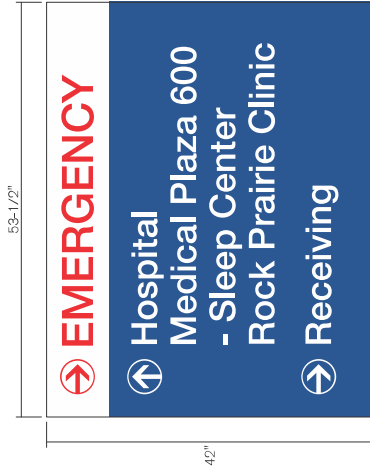 53-1/2"
EMERGENCY
Hospital
Medical Plaza 600
- Sleep Center
Rock Prairie Clinic
Receiving
42"